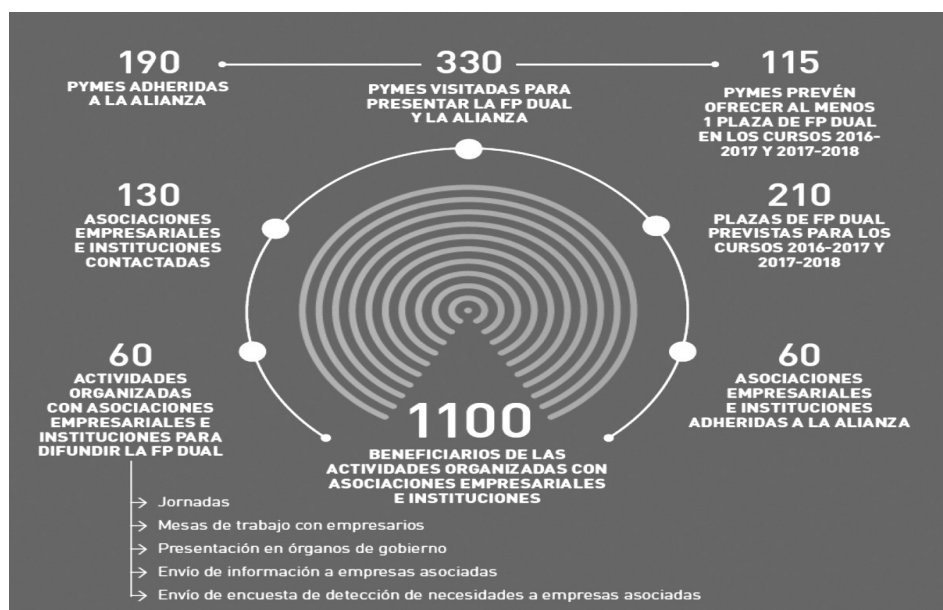 190
PYMES ADHERIDAS
A LA ALIANZA
330
PYMES VISITADAS PARA
PRESENTAR LA FP DUAL
Y LA ALIANZA
115
PYMES PREVÉN
OFRECER AL MENOS
1 PLAZA DE FP DUAL
EN LOS CURSOS 2016-
2017 Y 2017-2018
130
ASOCIACIONES
EMPRESARIALES
E INSTITUCIONES
CONTACTADAS
210
PLAZAS DE FP DUAL
PREVISTAS PARA LOS
CURSOS 2016-2017 Y
2017-2018
60
ACTIVIDADES
ORGANIZADAS
CON ASOCIACIONES
EMPRESARIALES E
INSTITUCIONES PARA
DIFUNDIR LA FP DUAL
60
ASOCIACIONES
EMPRESARIALES
E INSTITUCIONES
ADHERIDAS A LA ALIANZA
1100
BENEFICIARIOS DE LAS
ACTIVIDADES ORGANIZADAS CON
ASOCIACIONES EMPRESARIALES
E INSTITUCIONES
Jornadas
Mesas de trabajo con empresarios
Presentación en órganos de gobierno
Envío de información a empresas asociadas
Envío de encuesta de detección de necesidades a empresas asociadas